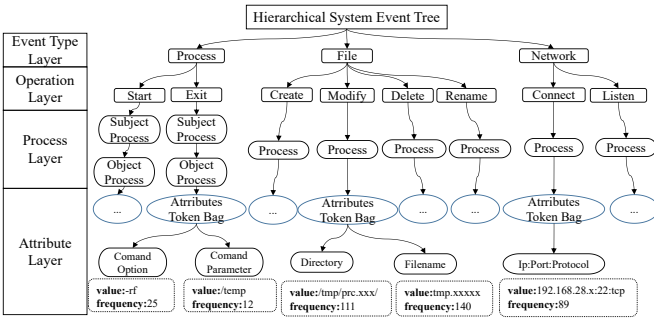 Hierarchical System Event Tree
Event Type
Layer
Process
File
Network
Operation
Layer
Start
Exit
Create
Modify
Delete
Rename
Connect
Listen
Process
Layer
Subject
Process
Subject
Process
Object
Process
Object
Process
Process
Process
Process
Process
Process
Process
Attribute
Layer
...
Atrributes
Token Bag
...
Atrributes
Token Bag
...
...
Atrributes
Token Bag
...
Comand
Option
Comand
Parameter
Directory
Filename
Ip:Port:Protocol
value:-rf
frequency:25
value:/temp
frequency:12
value:/tmp/prc.xxx/
frequency:111
value:tmp.xxxxx
frequency:140
value:192.168.28.x:22:tcp
frequency:89